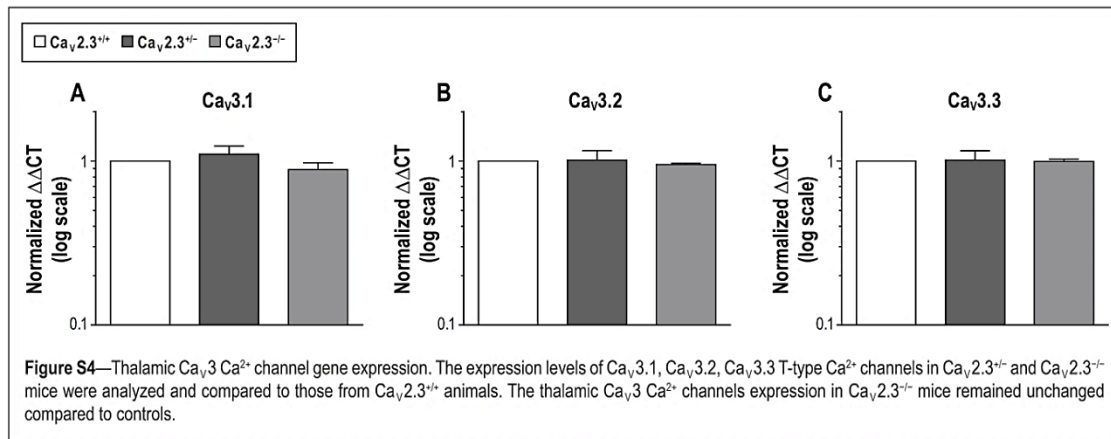 Caᵥ2.3⁺/⁺ Caᵥ2.3⁺/⁻ Caᵥ2.3⁻/⁻
A
Caᵥ3.1
Normalized ΔΔCT
(log scale)
1
0.1
B
Caᵥ3.2
Normalized ΔΔCT
(log scale)
1
0.1
C
Caᵥ3.3
Normalized ΔΔCT
(log scale)
1
0.1
Figure S4—Thalamic Caᵥ3 Ca²⁺ channel gene expression. The expression levels of Caᵥ3.1, Caᵥ3.2, Caᵥ3.3 T-type Ca²⁺ channels in Caᵥ2.3⁺/⁻ and Caᵥ2.3⁻/⁻
mice were analyzed and compared to those from Caᵥ2.3⁺/⁺ animals. The thalamic Caᵥ3 Ca²⁺ channels expression in Caᵥ2.3⁻/⁻ mice remained unchanged
compared to controls.